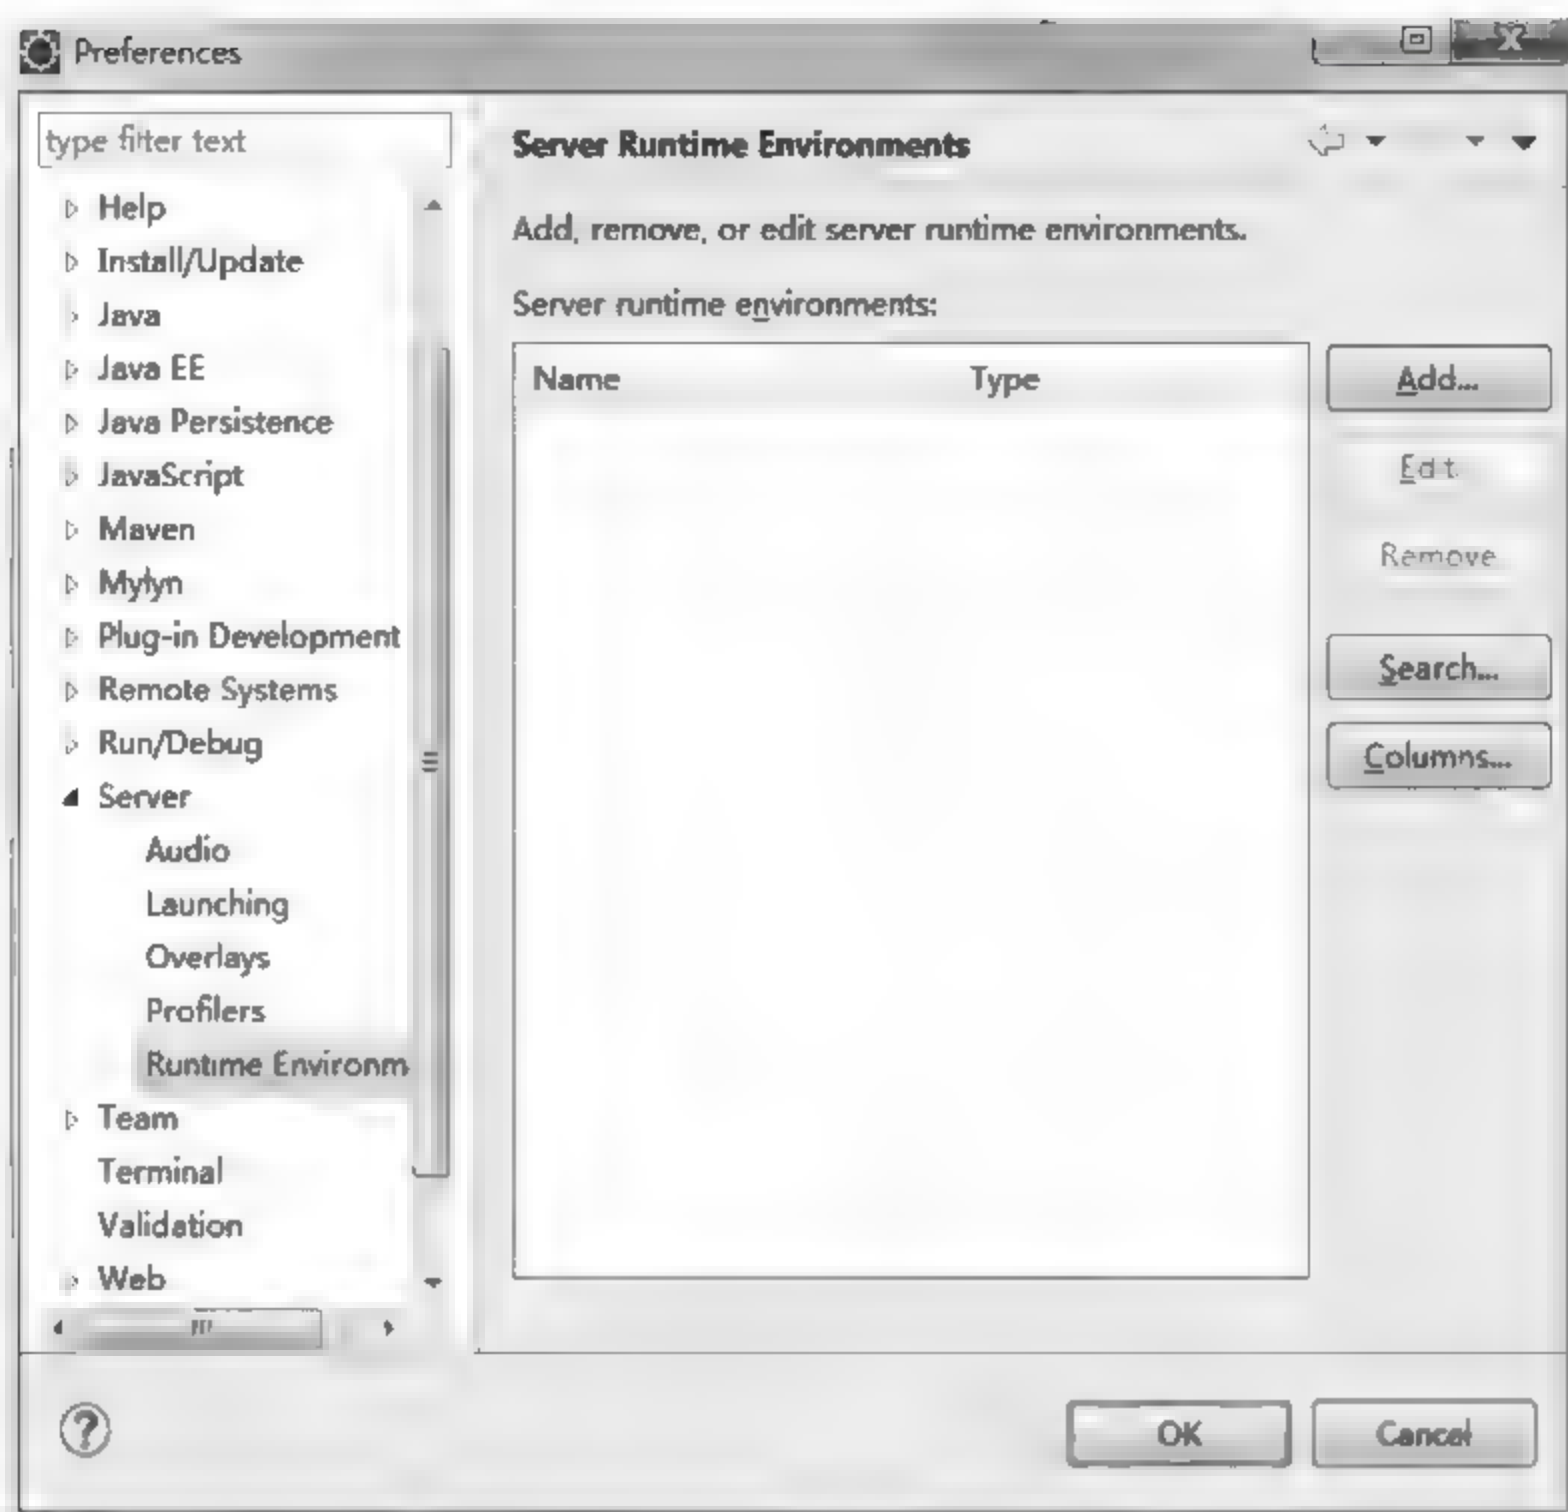 Preferences
type filter text
Help
Install/Update
Java
Java EE
Java Persistence
JavaScript
Maven
Mylyn
Plug-in Development
Remote Systems
Run/Debug
Server
Audio
Launching
Overlays
Profilers
Runtime Environm
Team
Terminal
Validation
Web
Server Runtime Environments
Add, remove, or edit server runtime environments.
Server runtime environments:
Name Type
Add...
Edit
Remove
Search...
Columns...
OK Cancel